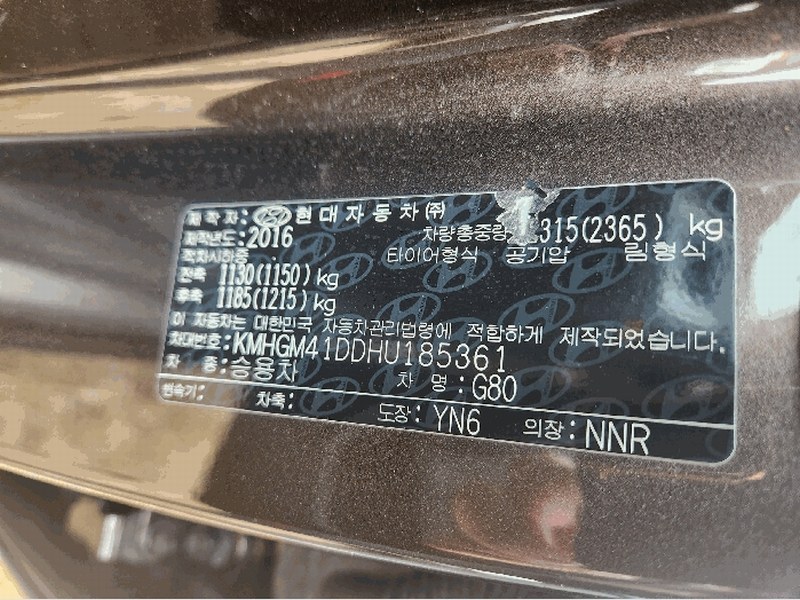 제작자: 현대자동차(주)
제작년도: 2016 차량총중량 2315(2365) kg
적차시하중 타이어형식 공기압 림형식
전축 1130(1150) kg
후축 1185(1215) kg
이 자동차는 대한민국 자동차관리법령에 적합하게 제작되었습니다.
차대번호: KMHGM41DDHU185361
차 종: 승용차 차 명: G80
변속기: 차축: 도장: YN6 의장: NNR